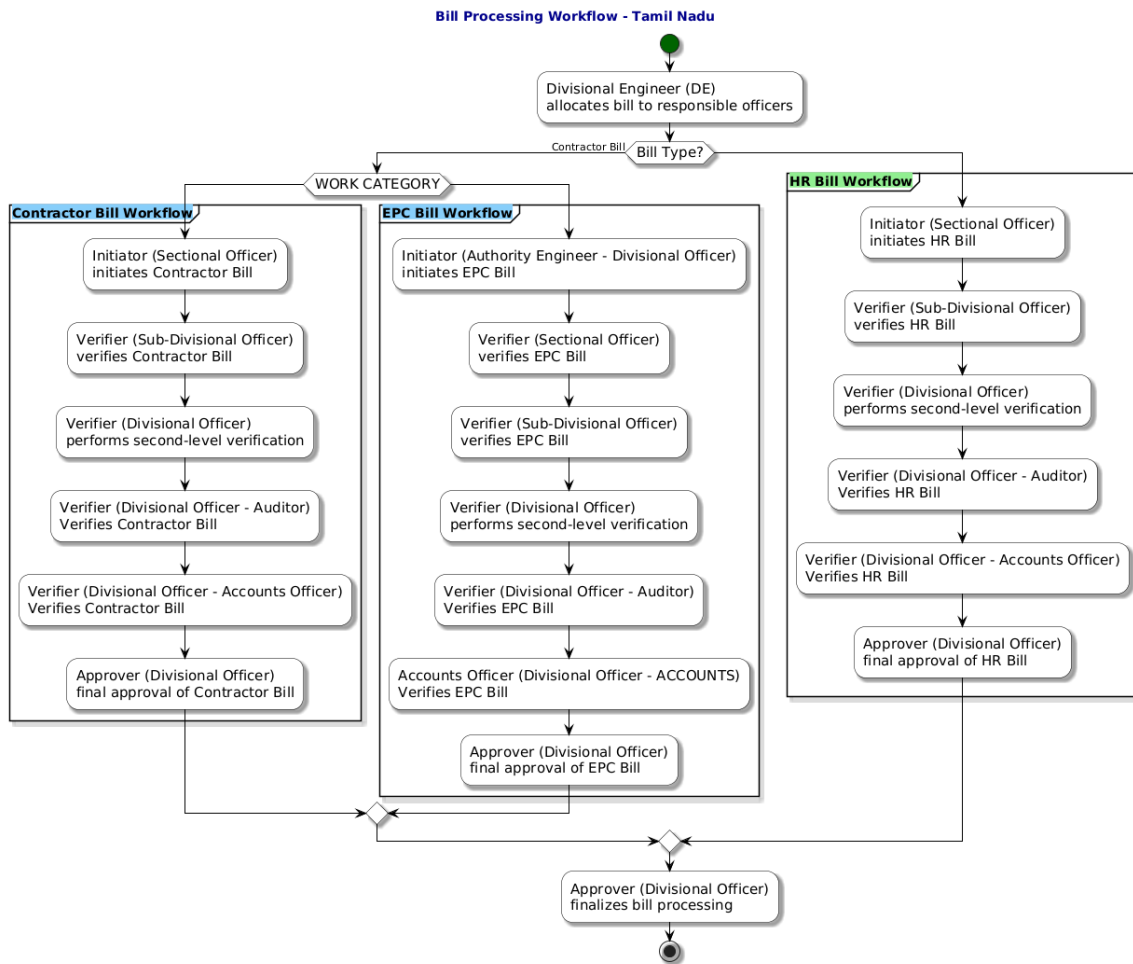 Bill Processing Workflow - Tamil Nadu
Divisional Engineer (DE)
allocates bill to responsible officers
Contractor Bill
Bill Type?
WORK CATEGORY
Contractor Bill Workflow
Initiator (Sectional Officer)
initiates Contractor Bill
Verifier (Sub-Divisional Officer)
verifies Contractor Bill
Verifier (Divisional Officer)
performs second-level verification
Verifier (Divisional Officer - Auditor)
Verifies Contractor Bill
Verifier (Divisional Officer - Accounts Officer)
Verifies Contractor Bill
Approver (Divisional Officer)
final approval of Contractor Bill
EPC Bill Workflow
Initiator (Authority Engineer - Divisional Officer)
initiates EPC Bill
Verifier (Sectional Officer)
verifies EPC Bill
Verifier (Sub-Divisional Officer)
verifies EPC Bill
Verifier (Divisional Officer)
performs second-level verification
Verifier (Divisional Officer - Auditor)
Verifies EPC Bill
Accounts Officer (Divisional Officer - ACCOUNTS)
Verifies EPC Bill
Approver (Divisional Officer)
final approval of EPC Bill
HR Bill Workflow
Initiator (Sectional Officer)
initiates HR Bill
Verifier (Sub-Divisional Officer)
verifies HR Bill
Verifier (Divisional Officer)
performs second-level verification
Verifier (Divisional Officer - Auditor)
Verifies HR Bill
Verifier (Divisional Officer - Accounts Officer)
Verifies HR Bill
Approver (Divisional Officer)
final approval of HR Bill
Approver (Divisional Officer)
finalizes bill processing